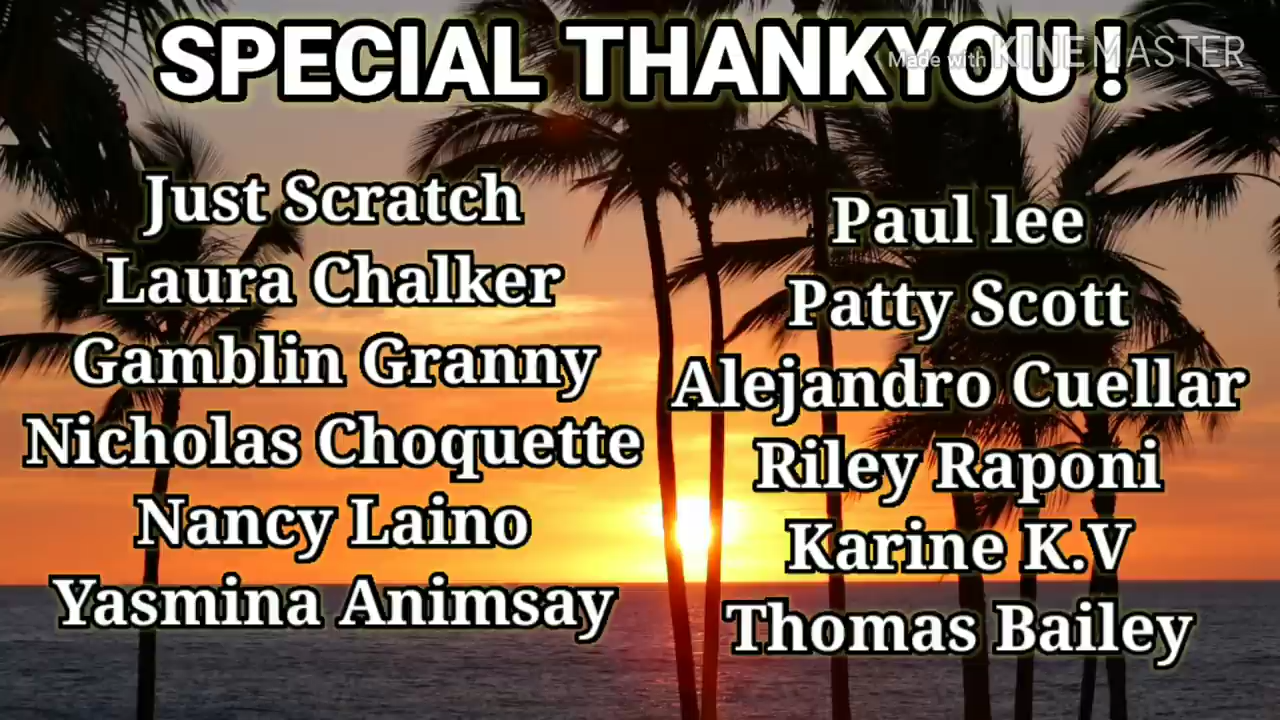 SPECIAL THANKYOU !
Made with KINEMASTER
Just Scratch
Laura Chalker
Gamblin Granny
Nicholas Choquette
Nancy Laino
Yasmina Animsay
Paul lee
Patty Scott
Alejandro Cuellar
Riley Raponi
Karine K.V
Thomas Bailey